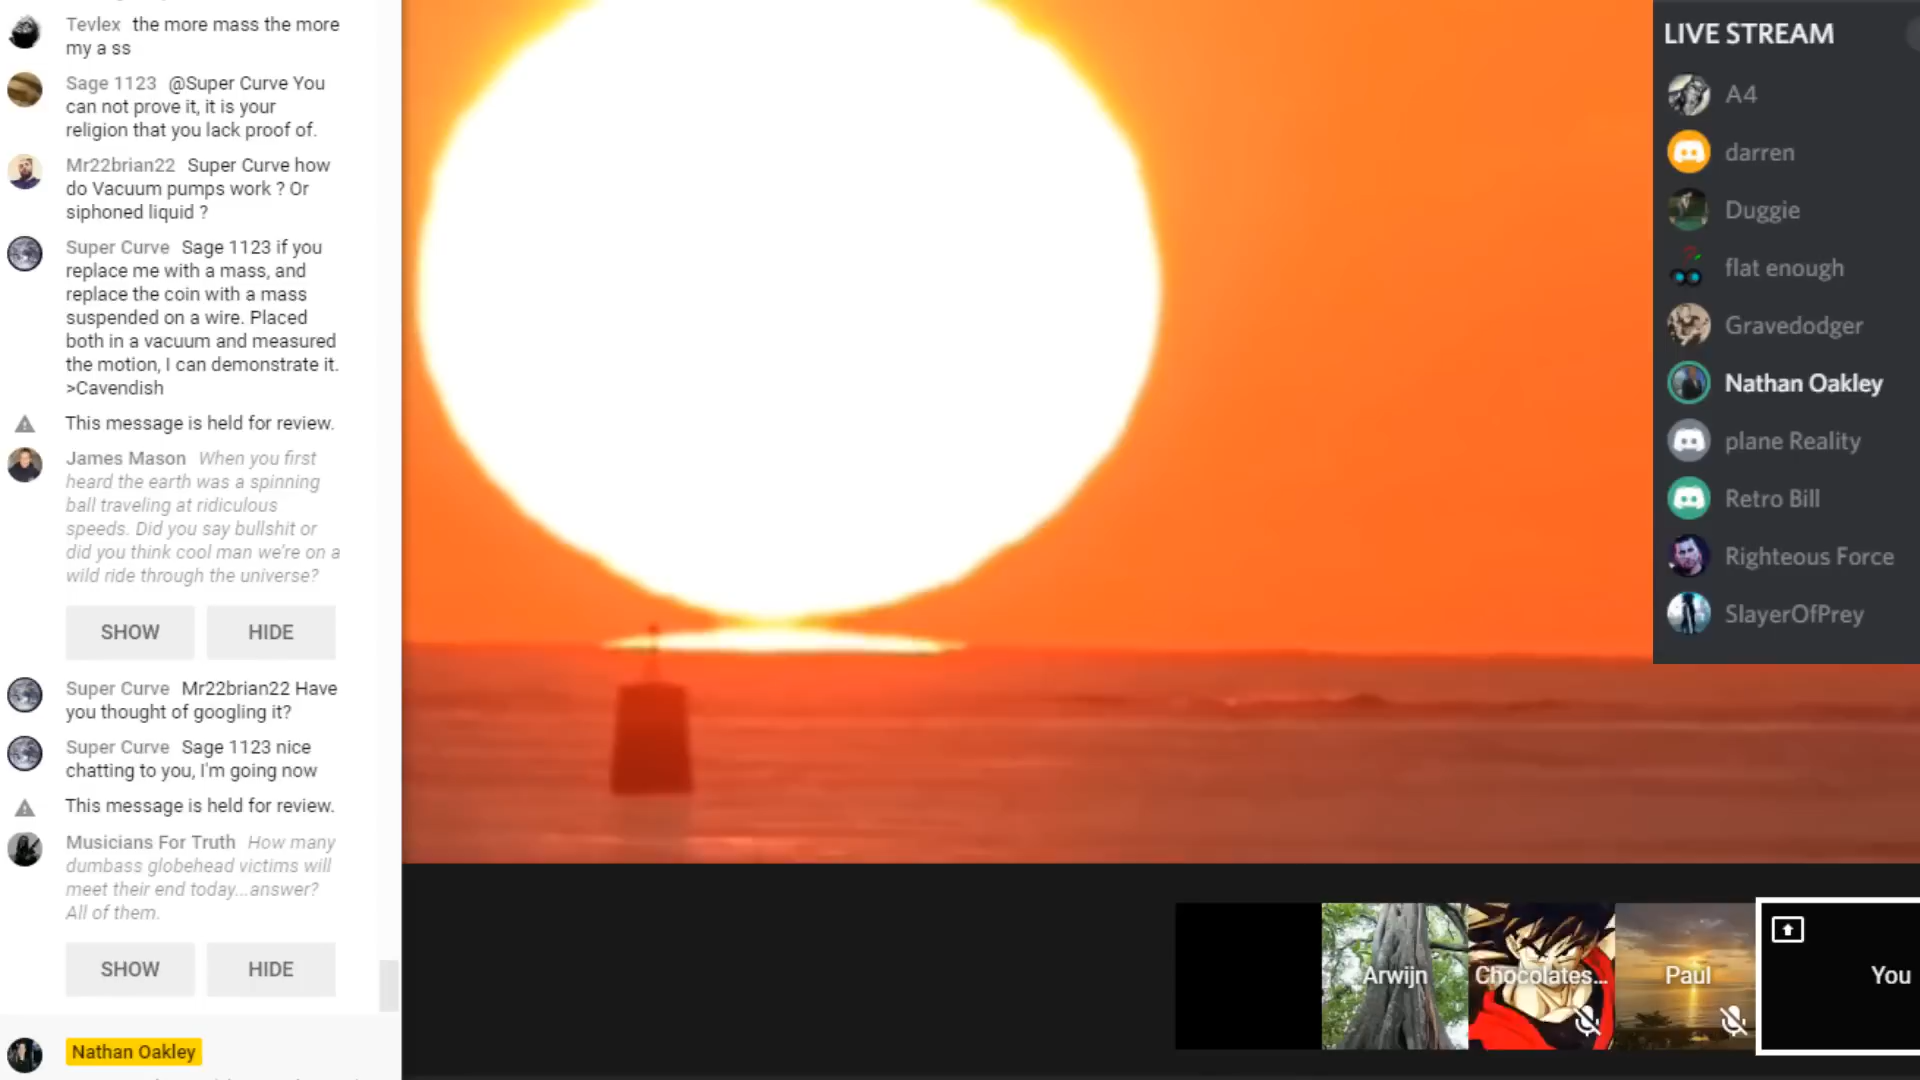 Tevlex the more mass the more
my a ss
Sage 1123 @Super Curve You
can not prove it, it is your
religion that you lack proof of.
Mr22brian22 Super Curve how
do Vacuum pumps work ? Or
siphoned liquid ?
Super Curve Sage 1123 if you
replace me with a mass, and
replace the coin with a mass
suspended on a wire. Placed
both in a vacuum and measured
the motion, I can demonstrate it.
>Cavendish
This message is held for review.
James Mason When you first
heard the earth was a spinning
ball traveling at ridiculous
speeds. Did you say bullshit or
did you think cool man we're on a
wild ride through the universe?
SHOW HIDE
Super Curve Mr22brian22 Have
you thought of googling it?
Super Curve Sage 1123 nice
chatting to you, I'm going now
This message is held for review.
Musicians For Truth How many
dumbass globehead victims will
meet their end today...answer?
All of them.
SHOW HIDE
Nathan Oakley
LIVE STREAM
A4
darren
Duggie
flat enough
Gravedodger
Nathan Oakley
plane Reality
Retro Bill
Righteous Force
SlayerOfPrey
Arwijn
Chocolates...
Paul
You